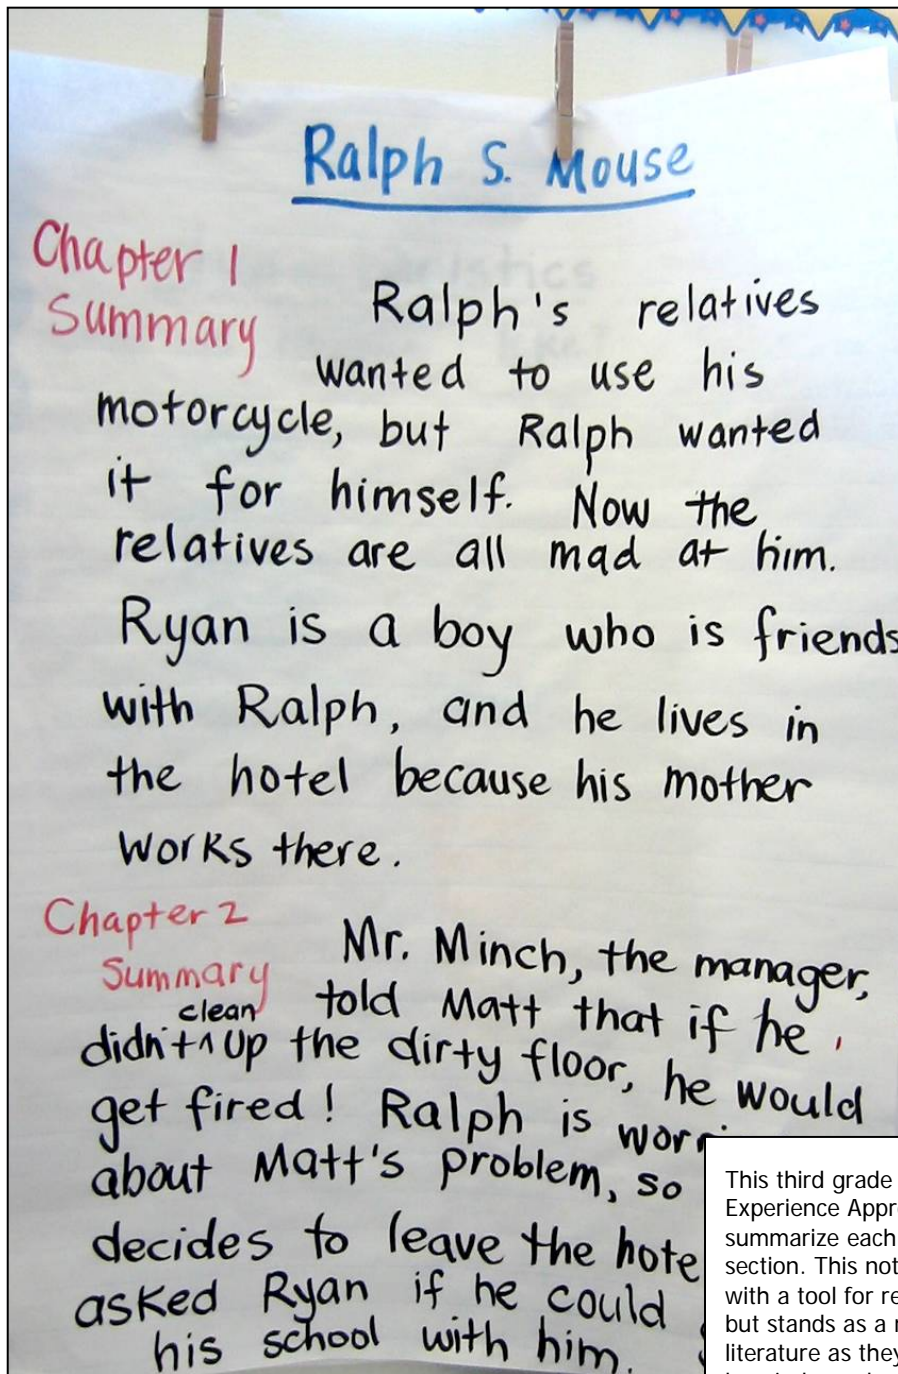 Ralph S. Mouse
Chapter 1
Summary
Ralph's relatives
wanted to use his
motorcycle, but Ralph wanted
it for himself. Now the
relatives are all mad at him.
Ryan is a boy who is friends
with Ralph, and he lives in
the hotel because his mother
works there.
Chapter 2
Summary
Mr. Minch, the manager,
told Matt that if he
clean
didn't ^ up the dirty floor, he would
get fired! Ralph is
about Matt's problem, so
decides to leave the
asked Ryan if he could
his school with him.
This third grade
Experience
summarize each
section. This
with a tool for
but stands as a
literature as they